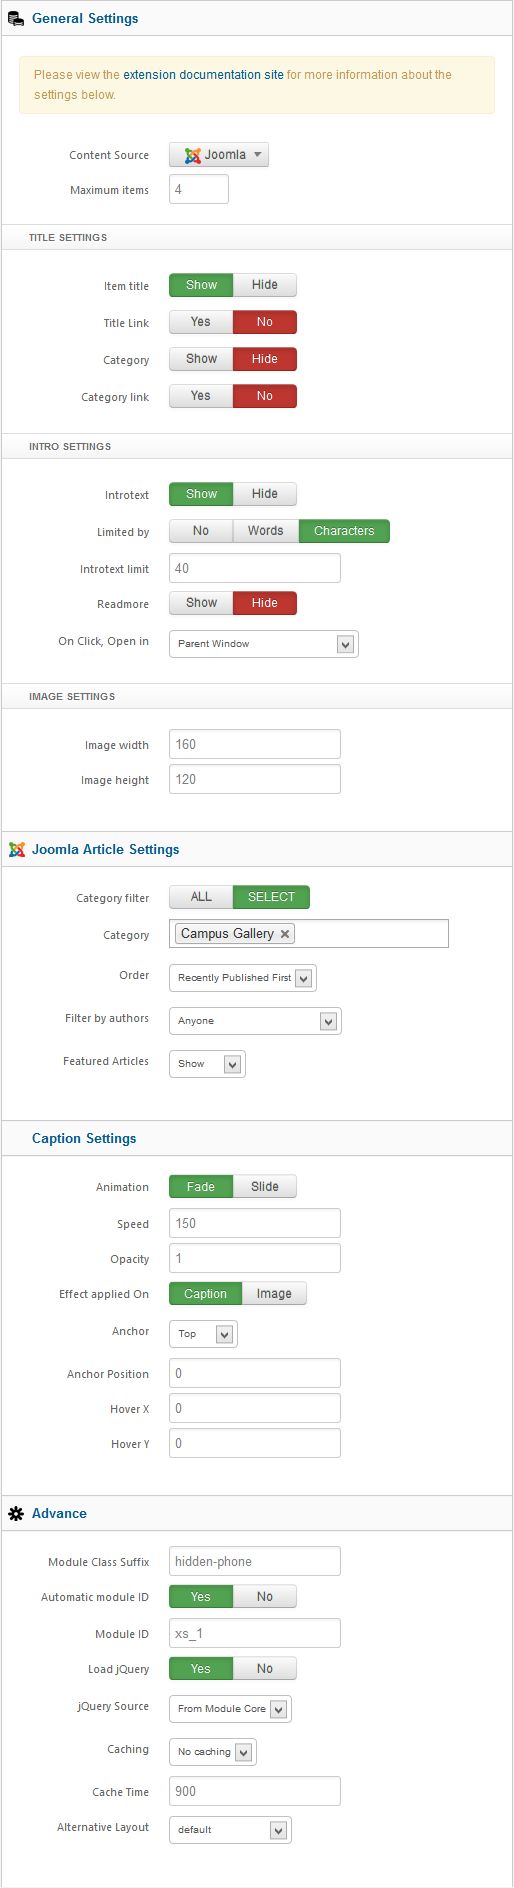 General Settings
Please view the extension documentation site for more information about the
settings below.
Content Source Joomla
Maximum items 4
TITLE SETTINGS
Item title Show Hide
Title Link Yes No
Category Show Hide
Category link Yes No
INTRO SETTINGS
Introtext Show Hide
Limited by No Words Characters
Introtext limit 40
Readmore Show Hide
On Click, Open in Parent Window
IMAGE SETTINGS
Image width 160
Image height 120
Joomla Article Settings
Category filter ALL SELECT
Category Campus Gallery ×
Order Recently Published First
Filter by authors Anyone
Featured Articles Show
Caption Settings
Animation Fade Slide
Speed 150
Opacity 1
Effect applied On Caption Image
Anchor Top
Anchor Position 0
Hover X 0
Hover Y 0
Advance
Module Class Suffix hidden-phone
Automatic module ID Yes No
Module ID xs_1
Load jQuery Yes No
jQuery Source From Module Core
Caching No caching
Cache Time 900
Alternative Layout default